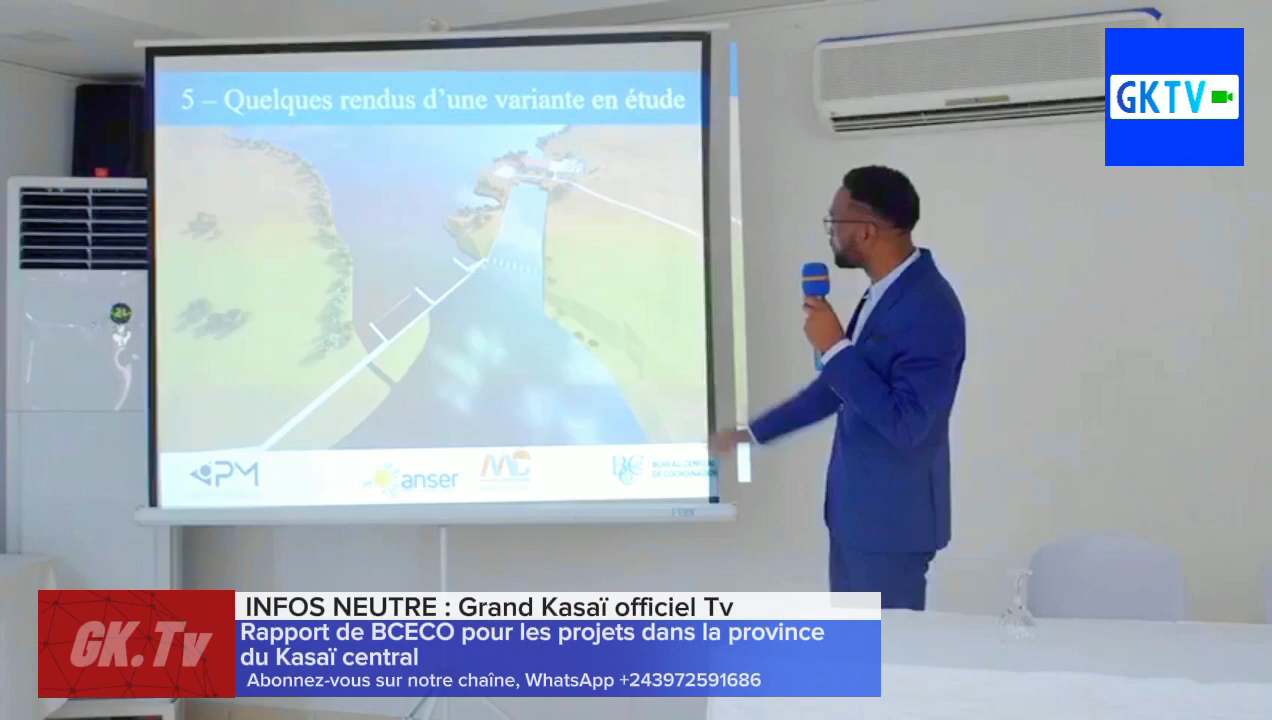 5 – Quelques rendus d'une variante en étude
GKTV
PM
anser
MC
BCeCo
BUREAU CENTRAL
DE COORDINATION
GK.Tv
INFOS NEUTRE : Grand Kasaï officiel Tv
Rapport de BCECO pour les projets dans la province
du Kasaï central
Abonnez-vous sur notre chaîne, WhatsApp +243972591686